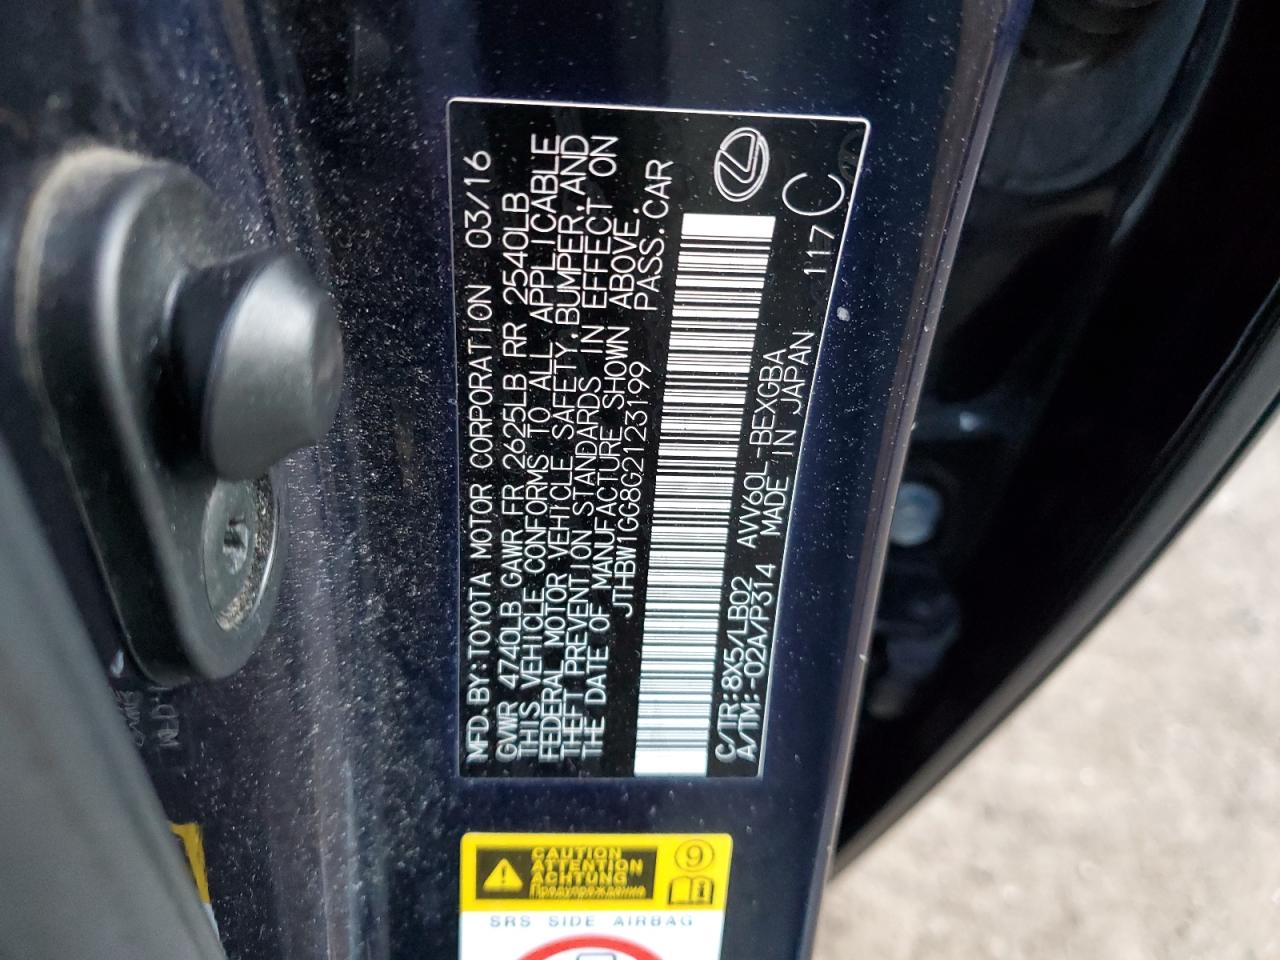 MFD. BY: TOYOTA MOTOR CORPORATION 03/16
GVWR 4740LB GAWR FR 2625LB RR 2540LB
THIS VEHICLE CONFORMS TO ALL APPLICABLE
FEDERAL MOTOR VEHICLE SAFETY, BUMPER, AND
THEFT PREVENTION STANDARDS IN EFFECT ON
THE DATE OF MANUFACTURE SHOWN ABOVE.
JTHBW1GG8G2123199 PASS. CAR
C/TR: 8X5/LB02 AW60L-BEXGBA
A/TM: -02A/P314 MADE IN JAPAN 117
C
CAUTION
ATTENTION
ACHTUNG
Предупреждение
9
SRS SIDE AIRBAG